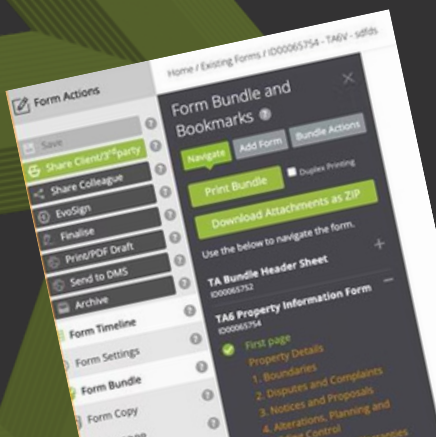 Home / Existing Forms / ID00065754 - TA6V - sdfds
Form Actions
Save
Share Client/3rdparty
Share Colleague
EvoSign
Finalise
Print/PDF Draft
Send to DMS
Archive
Form Timeline
Form Settings
Form Bundle
Form Copy
Form Bundle and
Bookmarks
Navigate
Add Form
Bundle Actions
Print Bundle
Duplex Printing
Download Attachments as ZIP
Use the below to navigate the form.
TA Bundle Header Sheet
ID00065752
TA6 Property Information Form
ID00065754
First page
Property Details
1. Boundaries
2. Disputes and Complaints
3. Notices and Proposals
4. Alterations, Planning and
Control